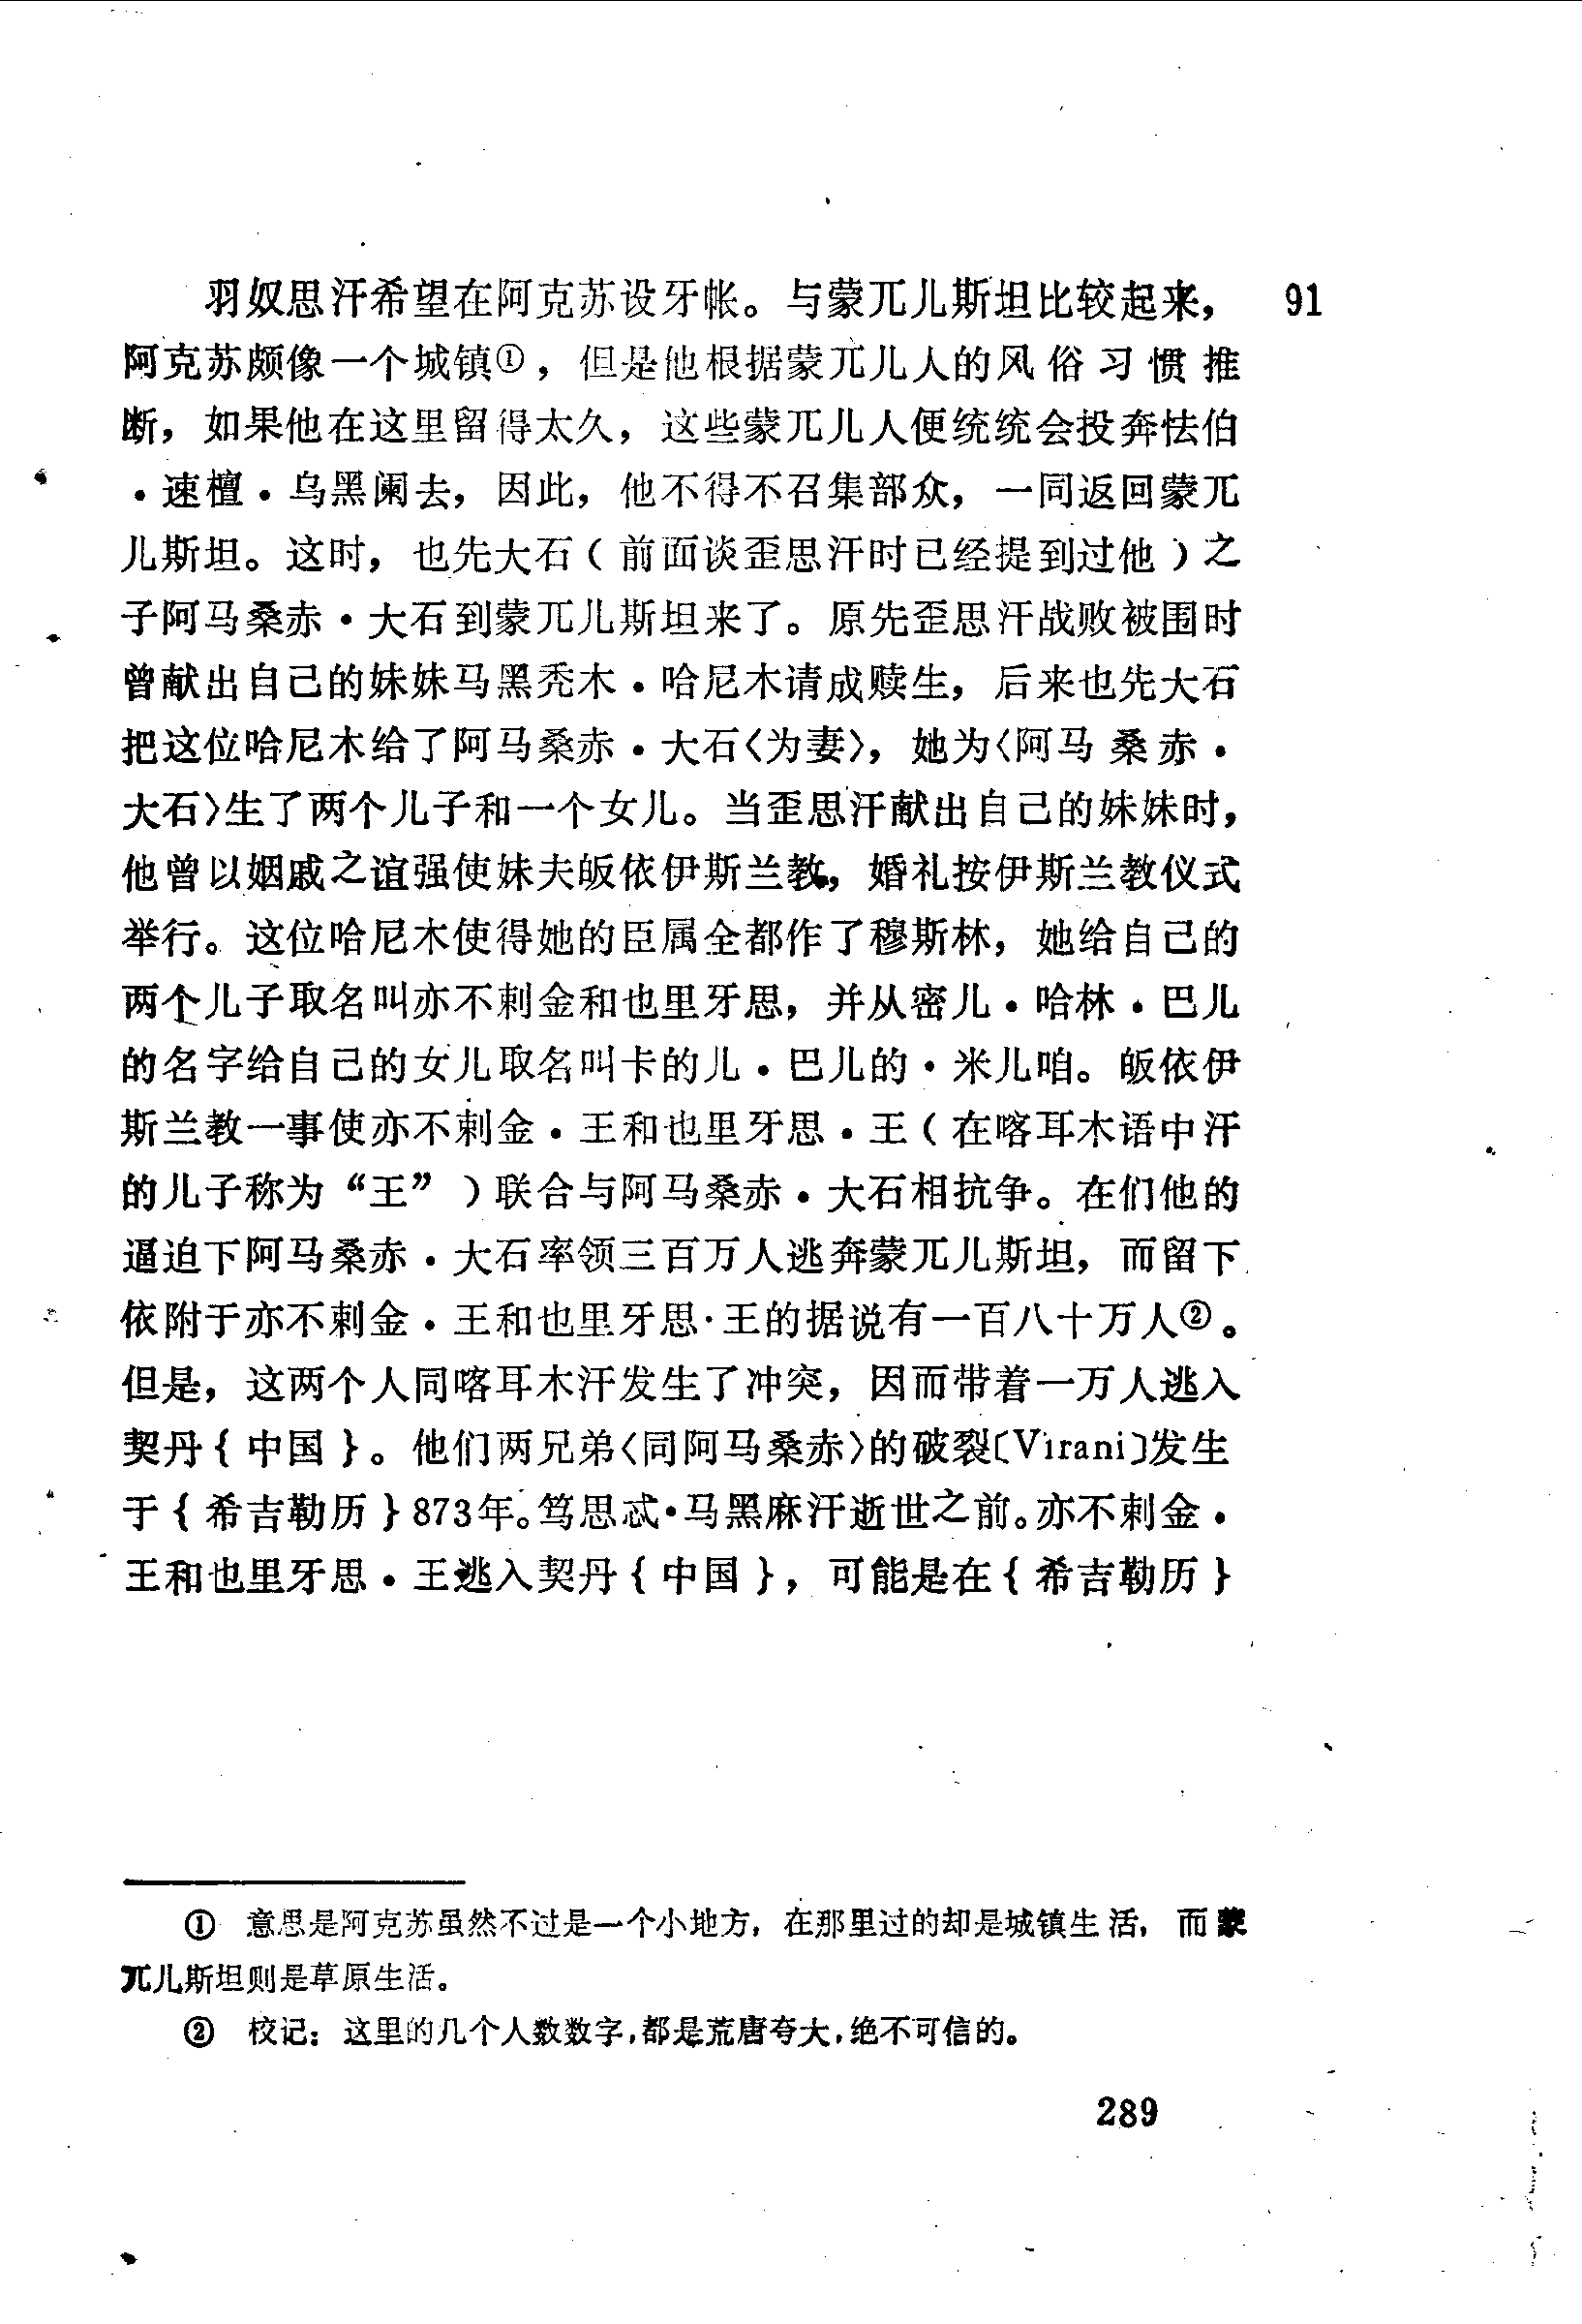 羽奴思汗希望在阿克苏设牙帐。与蒙兀儿斯坦比较起来， 91
阿克苏颇像一个城镇①，但是他根据蒙兀儿人的风俗习惯推
断，如果他在这里留得太久，这些蒙兀儿人便统统会投奔怯伯
·速檀·乌黑阑去，因此，他不得不召集部众，一同返回蒙兀
儿斯坦。这时，也先大石（前面谈歪思汗时已经提到过他）之
子阿马桑赤·大石到蒙兀儿斯坦来了。原先歪思汗战败被围时
曾献出自己的妹妹马黑秃木·哈尼木请成赎生，后来也先大石
把这位哈尼木给了阿马桑赤·大石〈为妻〉，她为〈阿马桑赤·
大石〉生了两个儿子和一个女儿。当歪思汗献出自己的妹妹时，
他曾以姻戚之谊强使妹夫皈依伊斯兰教，婚礼按伊斯兰教仪式
举行。这位哈尼木使得她的臣属全都作了穆斯林，她给自己的
两个儿子取名叫亦不剌金和也里牙思，并从密儿·哈林·巴儿
的名字给自己的女儿取名叫卡的儿·巴儿的·米儿咱。皈依伊
斯兰教一事使亦不剌金·王和也里牙思·王（在喀耳木语中汗
的儿子称为“王”）联合与阿马桑赤·大石相抗争。在们他的
逼迫下阿马桑赤·大石率领三百万人逃奔蒙兀儿斯坦，而留下
依附于亦不剌金·王和也里牙思·王的据说有一百八十万人②。
但是，这两个人同喀耳木汗发生了冲突，因而带着一万人逃入
契丹{中国}。他们两兄弟〈同阿马桑赤〉的破裂〔Virani〕发生
于{希吉勒历}873年。笃思忒·马黑麻汗逝世之前。亦不剌金·
王和也里牙思·王逃入契丹{中国}，可能是在{希吉勒历}
① 意思是阿克苏虽然不过是一个小地方，在那里过的却是城镇生活，而蒙
兀儿斯坦则是草原生活。
② 校记：这里的几个人数数字，都是荒唐夸大，绝不可信的。
289